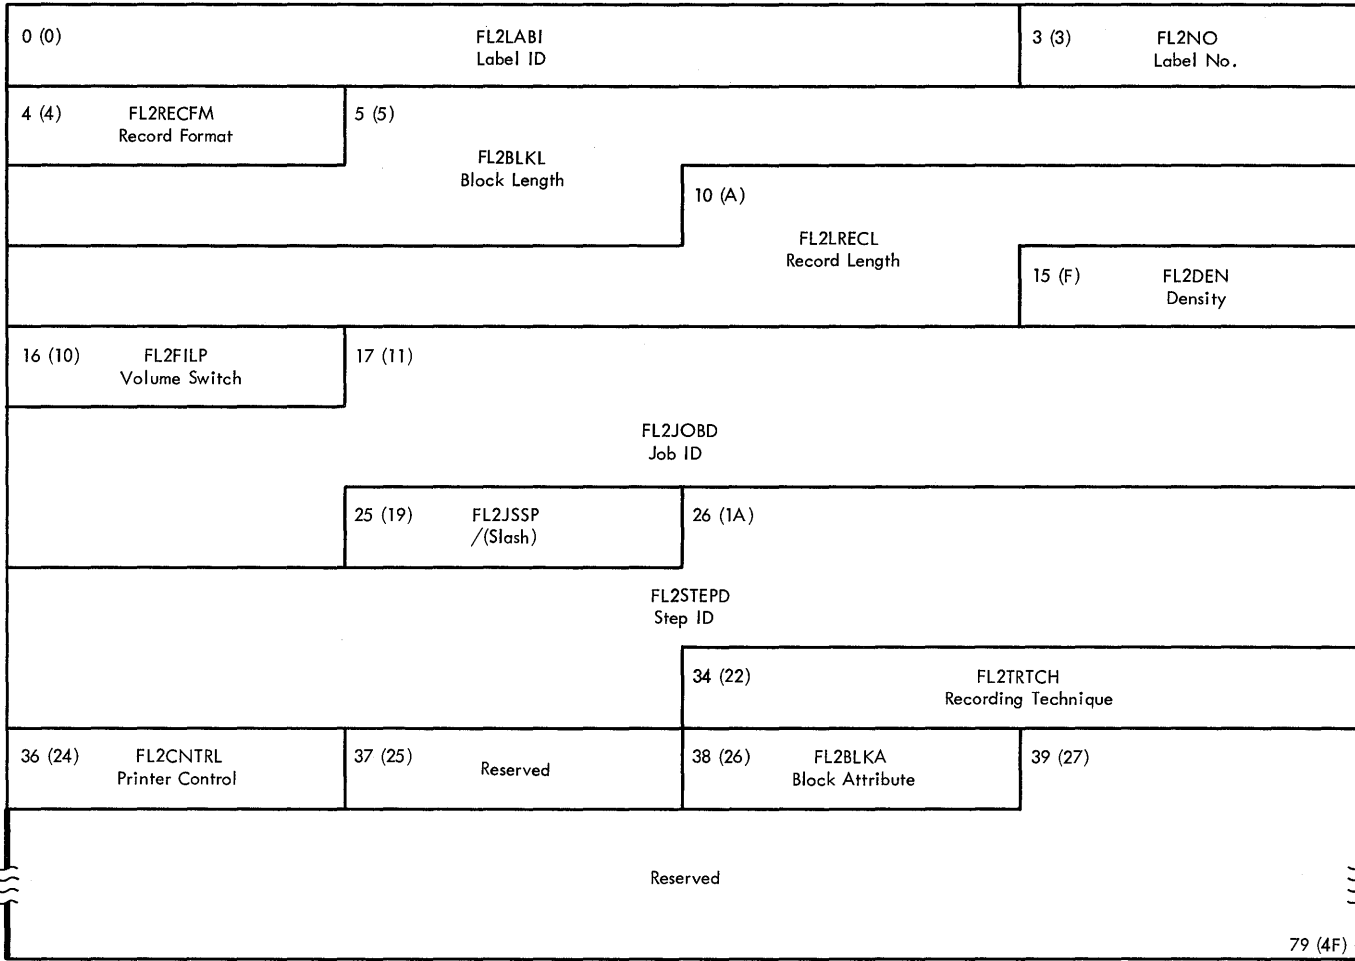 0 (0) FL2LABI
Label ID
3 (3) FL2NO
Label No.
4 (4) FL2RECFM
Record Format
5 (5)
FL2BLKL
Block Length
10 (A)
FL2LRECL
Record Length
15 (F) FL2DEN
Density
16 (10) FL2FILP
Volume Switch
17 (11)
FL2JOBD
Job ID
25 (19) FL2JSSP
/(Slash)
26 (1A)
FL2STEPD
Step ID
34 (22) FL2TRTCH
Recording Technique
36 (24) FL2CNTRL
Printer Control
37 (25) Reserved
38 (26) FL2BLKA
Block Attribute
39 (27)
Reserved
79 (4F)